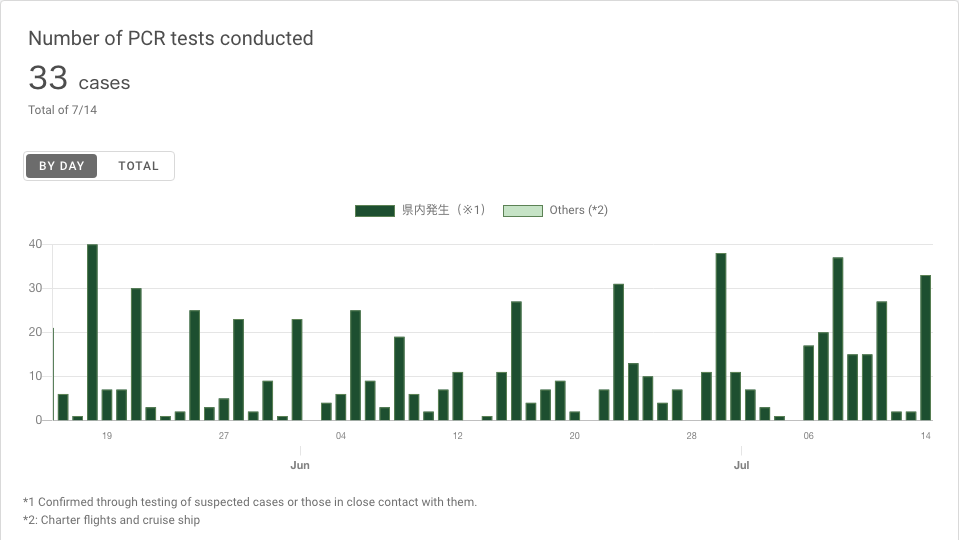 Number of PCR tests conducted
33 cases
Total of 7/14
BY DAY TOTAL
県内発生（※1） Others (*2)
40
30
20
10
0
19 27 04 12 20 28 06 14
Jun Jul
*1 Confirmed through testing of suspected cases or those in close contact with them.
*2: Charter flights and cruise ship